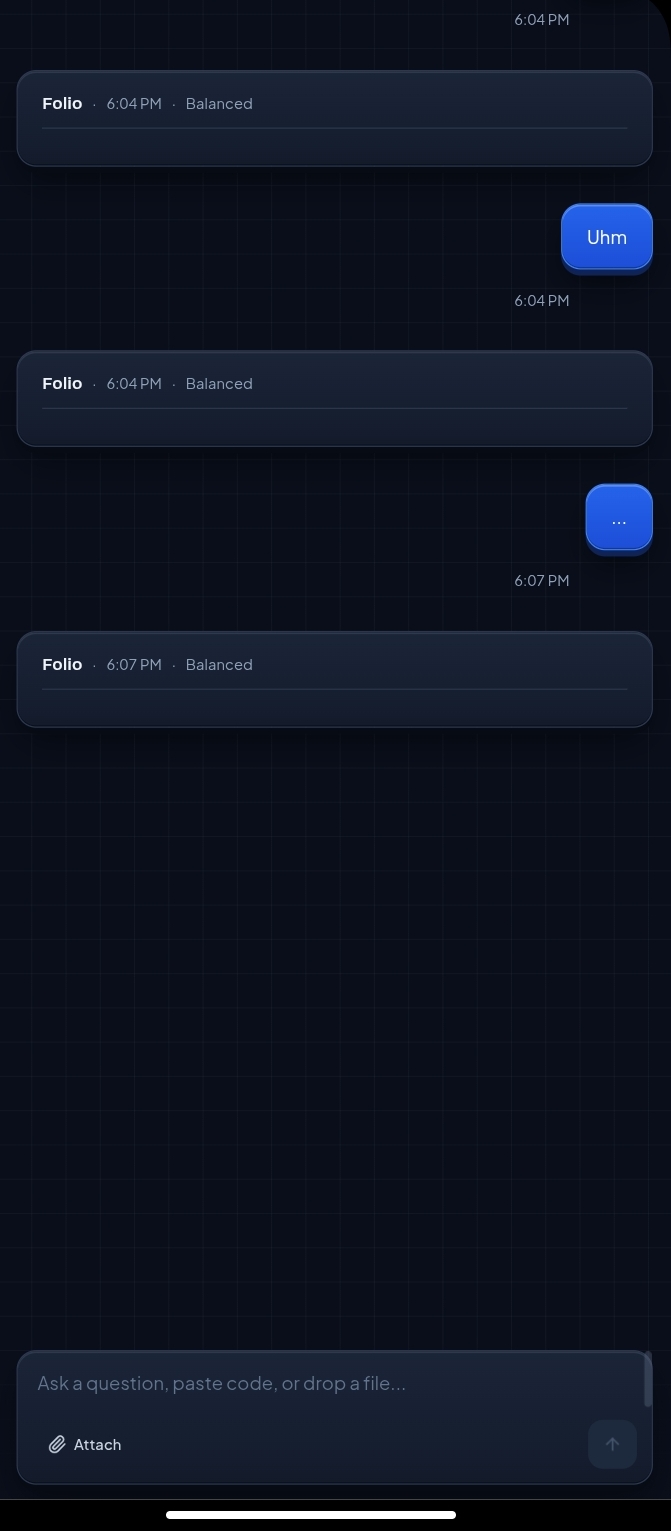 6:04 PM
Folio · 6:04 PM · Balanced
Uhm
6:04 PM
Folio · 6:04 PM · Balanced
...
6:07 PM
Folio · 6:07 PM · Balanced
Ask a question, paste code, or drop a file...
Attach